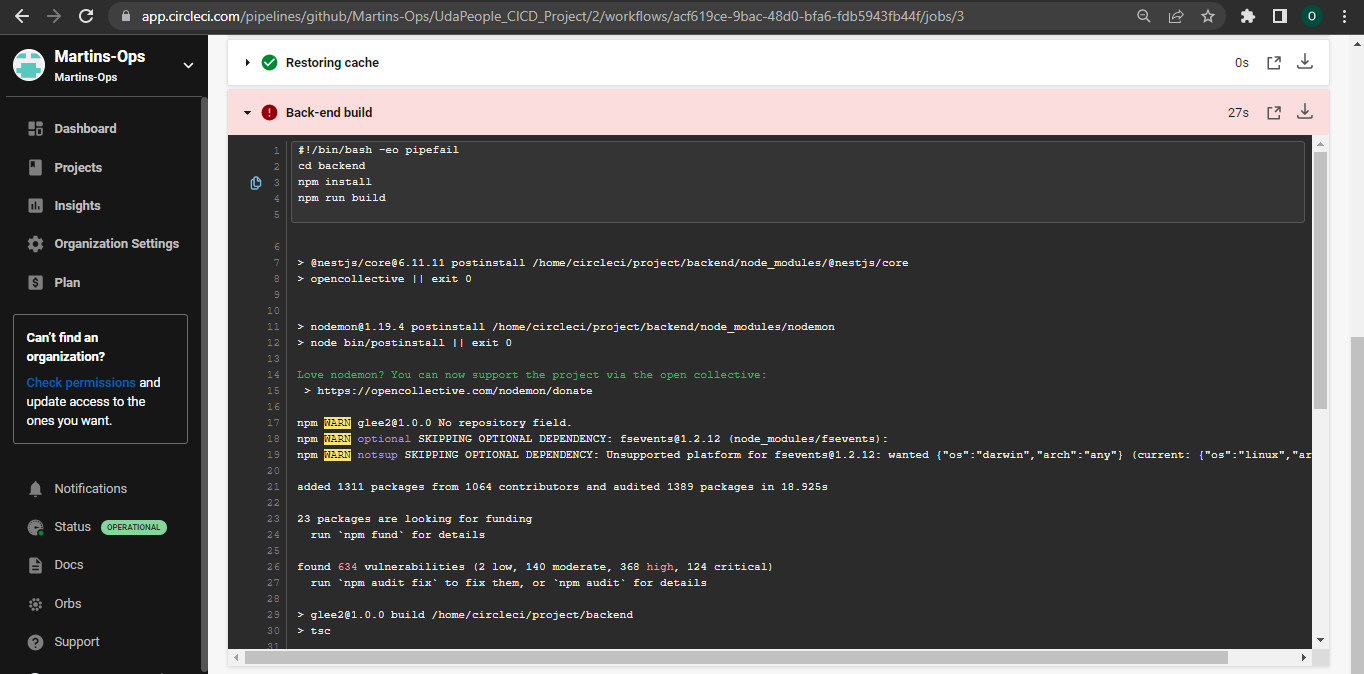 app.circleci.com/pipelines/github/Martins-Ops/UdaPeople_CICD_Project/2/workflows/acf619ce-9bac-48d0-bfa6-fdb5943fb44f/jobs/3
O
Martins-Ops
Martins-Ops
Dashboard
Projects
Insights
Organization Settings
Plan
Can't find an
organization?
Check permissions and
update access to the
ones you want.
Notifications
Status OPERATIONAL
Docs
Orbs
Support
Restoring cache 0s
Back-end build 27s
1 #!/bin/bash -eo pipefail
2 cd backend
3 npm install
4 npm run build
5
6
7 > @nestjs/core@6.11.11 postinstall /home/circleci/project/backend/node_modules/@nestjs/core
8 > opencollective || exit 0
9
10
11 > nodemon@1.19.4 postinstall /home/circleci/project/backend/node_modules/nodemon
12 > node bin/postinstall || exit 0
13
14 Love nodemon? You can now support the project via the open collective:
15 > https://opencollective.com/nodemon/donate
16
17 npm WARN glee2@1.0.0 No repository field.
18 npm WARN optional SKIPPING OPTIONAL DEPENDENCY: fsevents@1.2.12 (node_modules/fsevents):
19 npm WARN notsup SKIPPING OPTIONAL DEPENDENCY: Unsupported platform for fsevents@1.2.12: wanted {"os":"darwin","arch":"any"} (current: {"os":"linux","ar
20
21 added 1311 packages from 1064 contributors and audited 1389 packages in 18.925s
22
23 23 packages are looking for funding
24 run `npm fund` for details
25
26 found 634 vulnerabilities (2 low, 140 moderate, 368 high, 124 critical)
27 run `npm audit fix` to fix them, or `npm audit` for details
28
29 > glee2@1.0.0 build /home/circleci/project/backend
30 > tsc
31